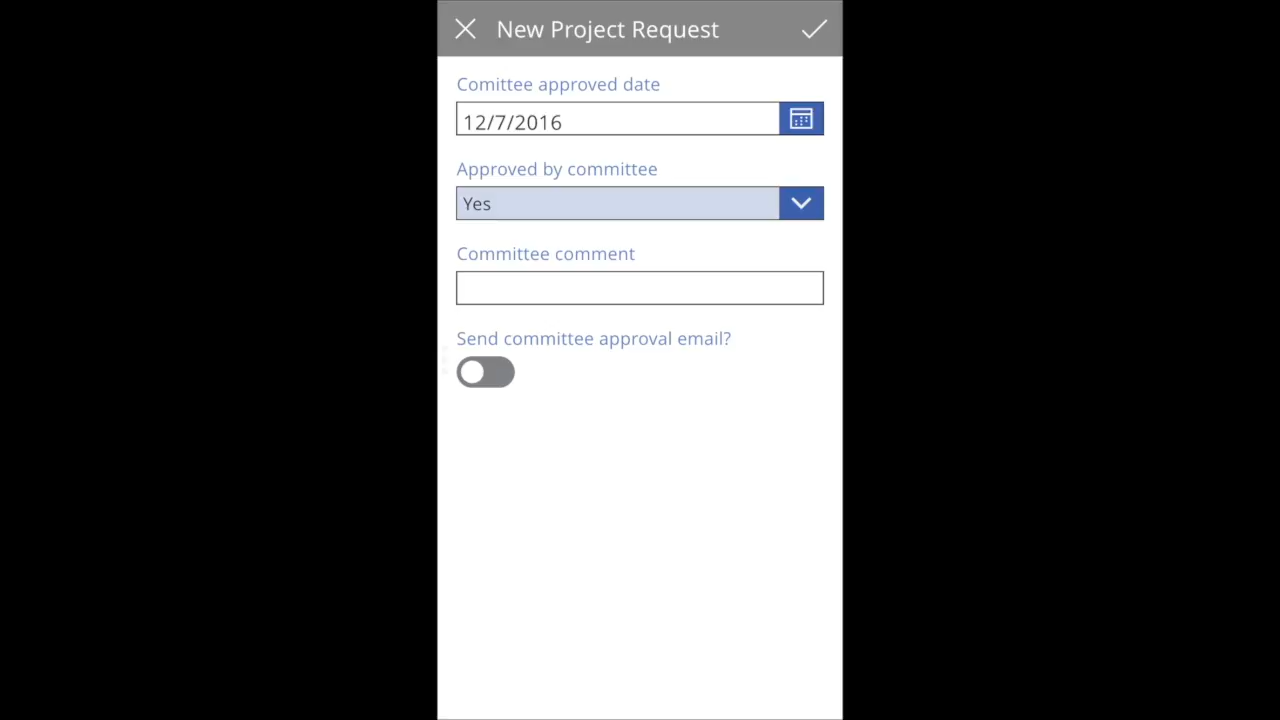 New Project Request
Comittee approved date
12/7/2016
Approved by committee
Yes
Committee comment
Send committee approval email?